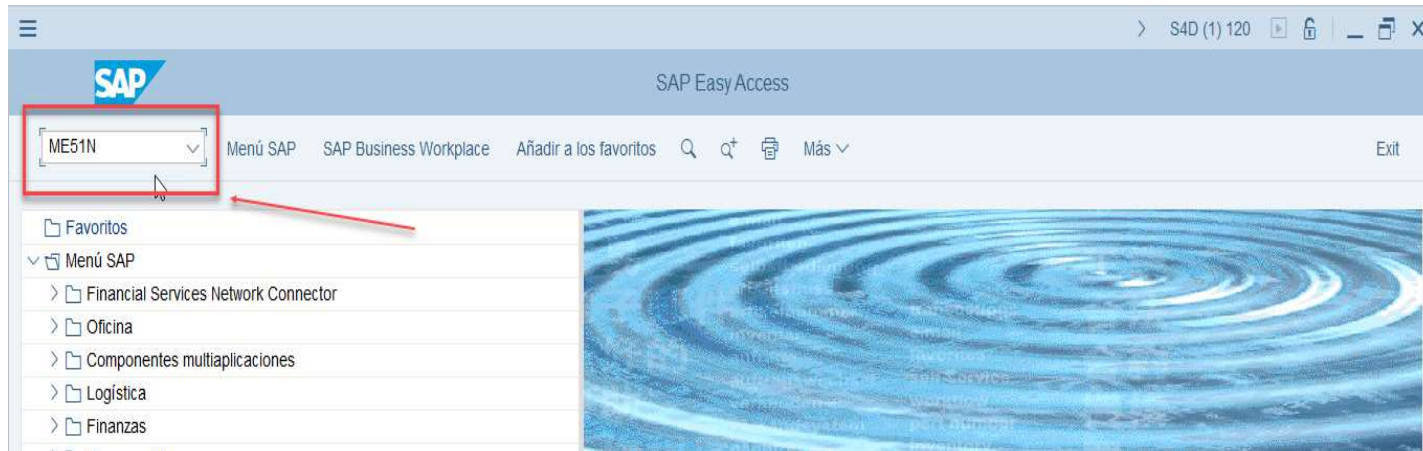 S4D (1) 120
SAP
SAP Easy Access
ME51N
Menú SAP SAP Business Workplace Añadir a los favoritos Más Exit
Favoritos
Menú SAP
Financial Services Network Connector
Oficina
Componentes multiaplicaciones
Logística
Finanzas